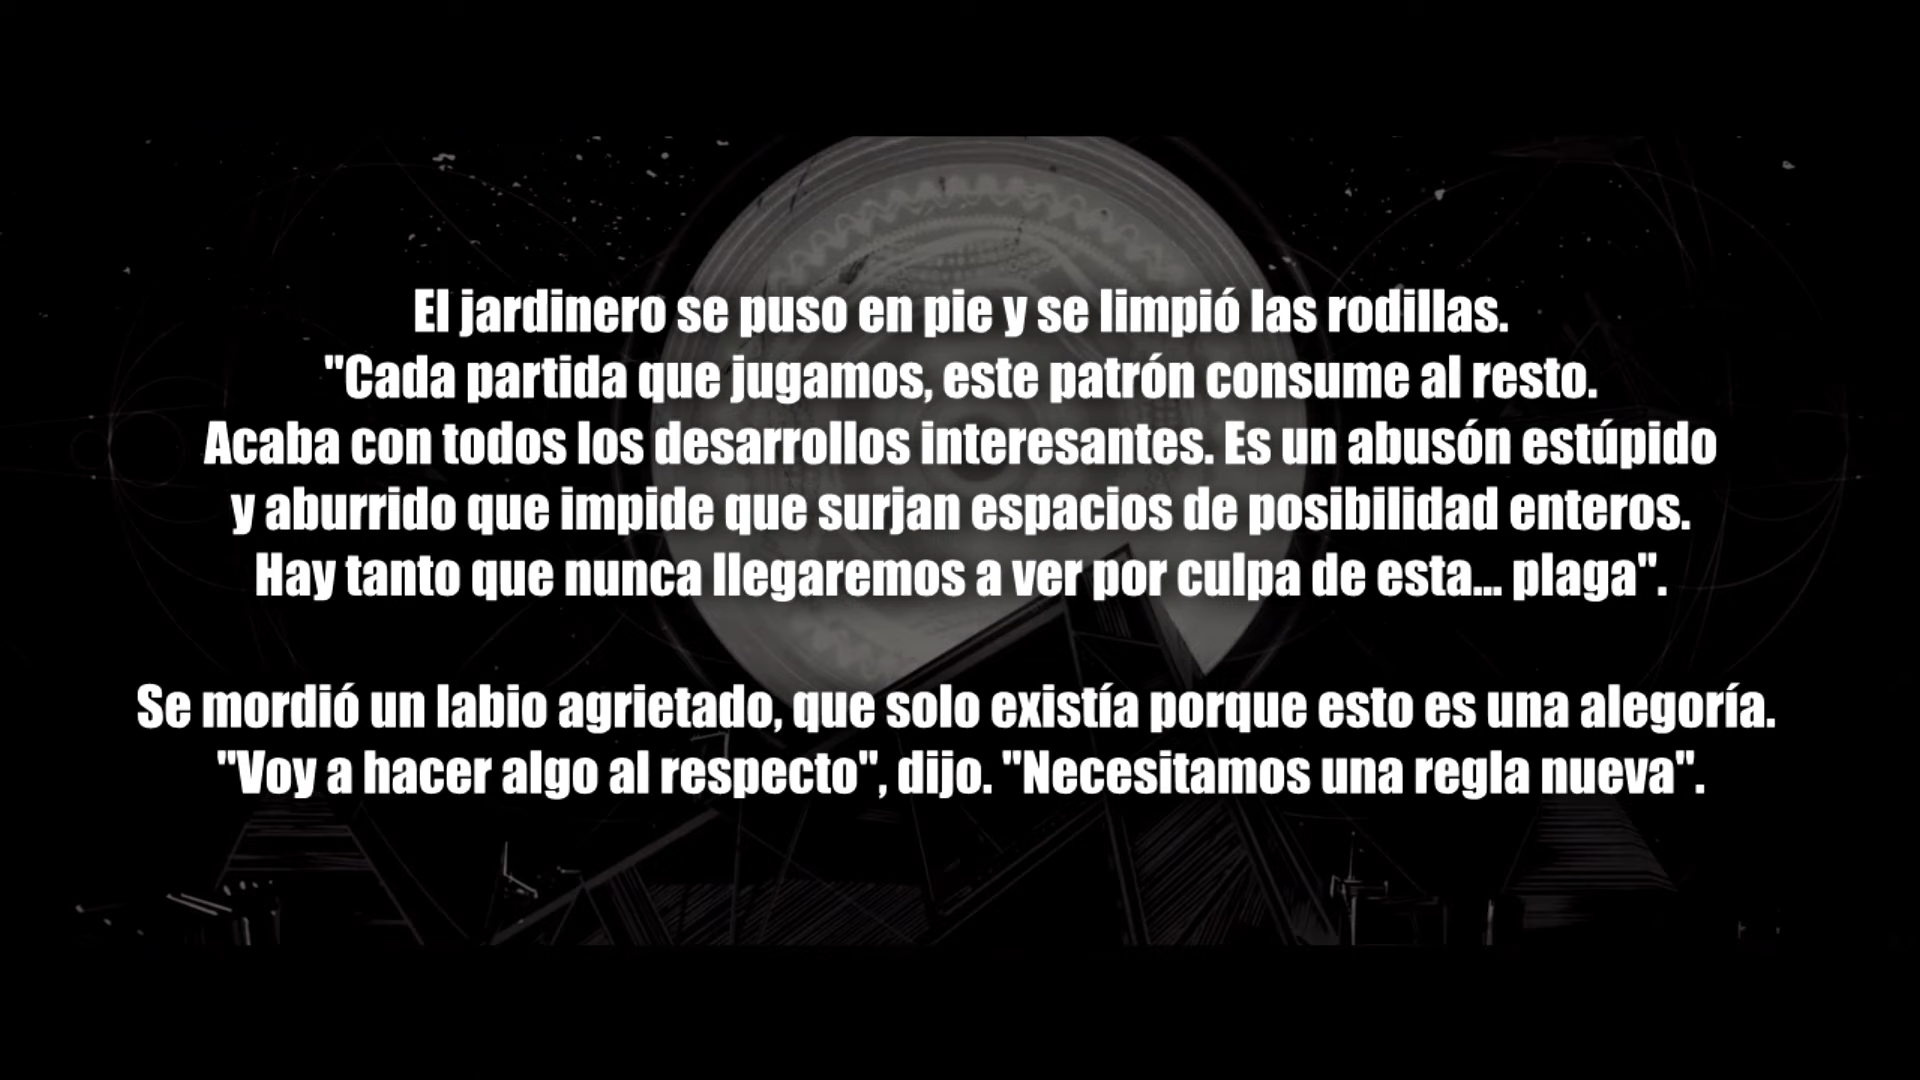 El jardinero se puso en pie y se limpió las rodillas.
"Cada partida que jugamos, este patrón consume al resto.
Acaba con todos los desarrollos interesantes. Es un abusón estúpido
y aburrido que impide que surjan espacios de posibilidad enteros.
Hay tanto que nunca llegaremos a ver por culpa de esta... plaga".
Se mordió un labio agrietado, que solo existía porque esto es una alegoría.
"Voy a hacer algo al respecto", dijo. "Necesitamos una regla nueva".